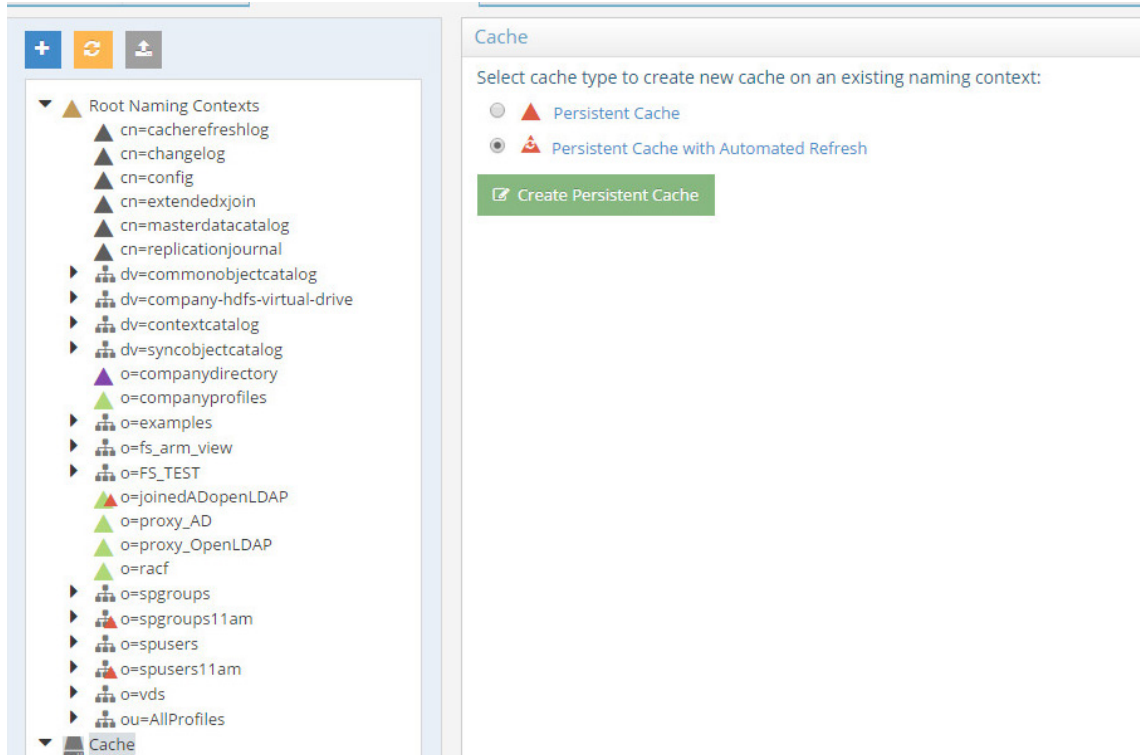 Root Naming Contexts
cn=cacherefreshlog
cn=changelog
cn=config
cn=extendedxjoin
cn=masterdatacatalog
cn=replicationjournal
dv=commonobjectcatalog
dv=company-hdfs-virtual-drive
dv=contextcatalog
dv=syncobjectcatalog
o=companydirectory
o=companyprofiles
o=examples
o=fs_arm_view
o=FS_TEST
o=joinedADopenLDAP
o=proxy_AD
o=proxy_OpenLDAP
o=racf
o=spgroups
o=spgroups11am
o=spusers
o=spusers11am
o=vds
ou=AllProfiles
Cache
Cache
Select cache type to create new cache on an existing naming context:
Persistent Cache
Persistent Cache with Automated Refresh
Create Persistent Cache